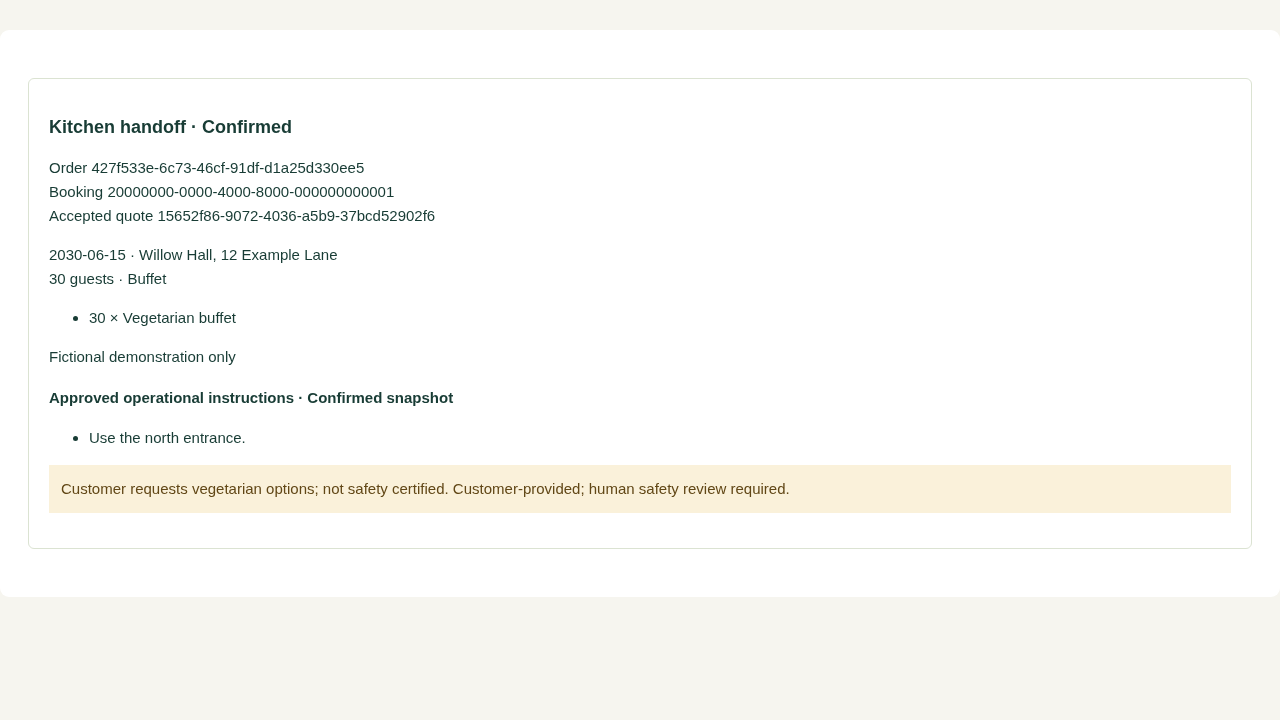 Kitchen handoff · Confirmed
Order 427f533e-6c73-46cf-91df-d1a25d330ee5
Booking 20000000-0000-4000-8000-000000000001
Accepted quote 15652f86-9072-4036-a5b9-37bcd52902f6
2030-06-15 · Willow Hall, 12 Example Lane
30 guests · Buffet
• 30 × Vegetarian buffet
Fictional demonstration only
Approved operational instructions · Confirmed snapshot
• Use the north entrance.
Customer requests vegetarian options; not safety certified. Customer-provided; human safety review required.